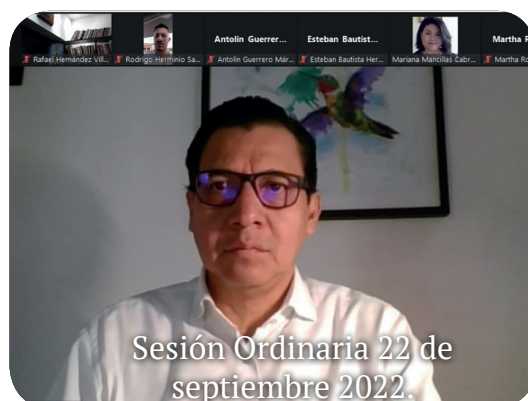 Antolin Guerrer...
Esteban Bautist...
Martha R
Rafael Hernández Vill...
Rodrigo Herminio Sa...
Antolin Guerrero Már...
Esteban Bautista Her...
Mariana Mancillas Cabr...
Martha Ro
Sesión Ordinaria 22 de
septiembre 2022.